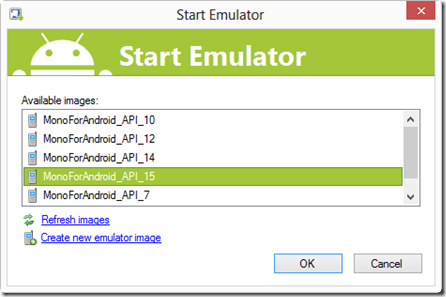 Start Emulator
Start Emulator
Available images:
MonoForAndroid_API_10
MonoForAndroid_API_12
MonoForAndroid_API_14
MonoForAndroid_API_15
MonoForAndroid_API_7
Refresh images
Create new emulator image
OK Cancel